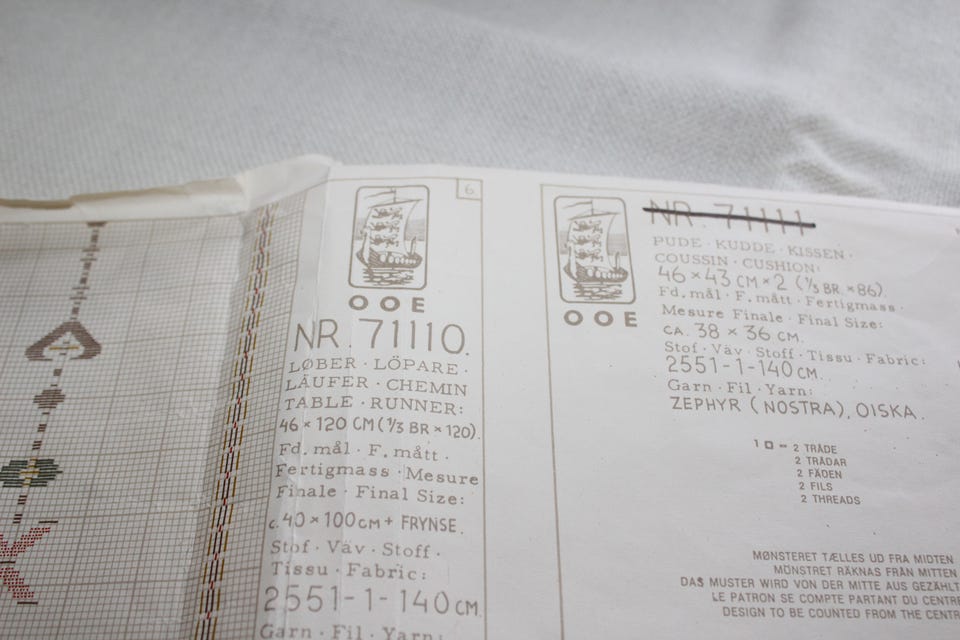 6.
OOE
NR. 71110.
LØBER · LÖPARE ·
LÄUFER · CHEMIN
TABLE · RUNNER:
46 × 120 CM (⅓ BR × 120).
Fd. mål · F. mått ·
Fertigmass · Mesure
Finale · Final Size:
c. 40 × 100 CM + FRYNSE.
Stof · Väv · Stoff ·
Tissu · Fabric:
2551-1-140 CM.
Garn · Fil · Yarn:
OOE
NR. 71111
PUDE · KUDDE · KISSEN ·
COUSSIN · CUSHION:
46 × 43 CM × 2 (⅓ BR. × 86).
Fd. mål · F. mått · Fertigmass ·
Mesure Finale · Final Size:
CA. 38 × 36 CM.
Stof · Väv · Stoff · Tissu · Fabric:
2551-1-140 CM.
Garn · Fil · Yarn:
ZEPHYR (NOSTRA), OISKA.
1 □ = 2 TRÅDE
2 TRÅDAR
2 FÄDEN
2 FILS
2 THREADS
MØNSTERET TÆLLES UD FRA MIDTEN
MÖNSTRET RÄKNAS FRÅN MITTEN
DAS MUSTER WIRD VON DER MITTE AUS GEZÄHLT
LE PATRON SE COMPTE PARTANT DU CENTRE
DESIGN TO BE COUNTED FROM THE CENTR